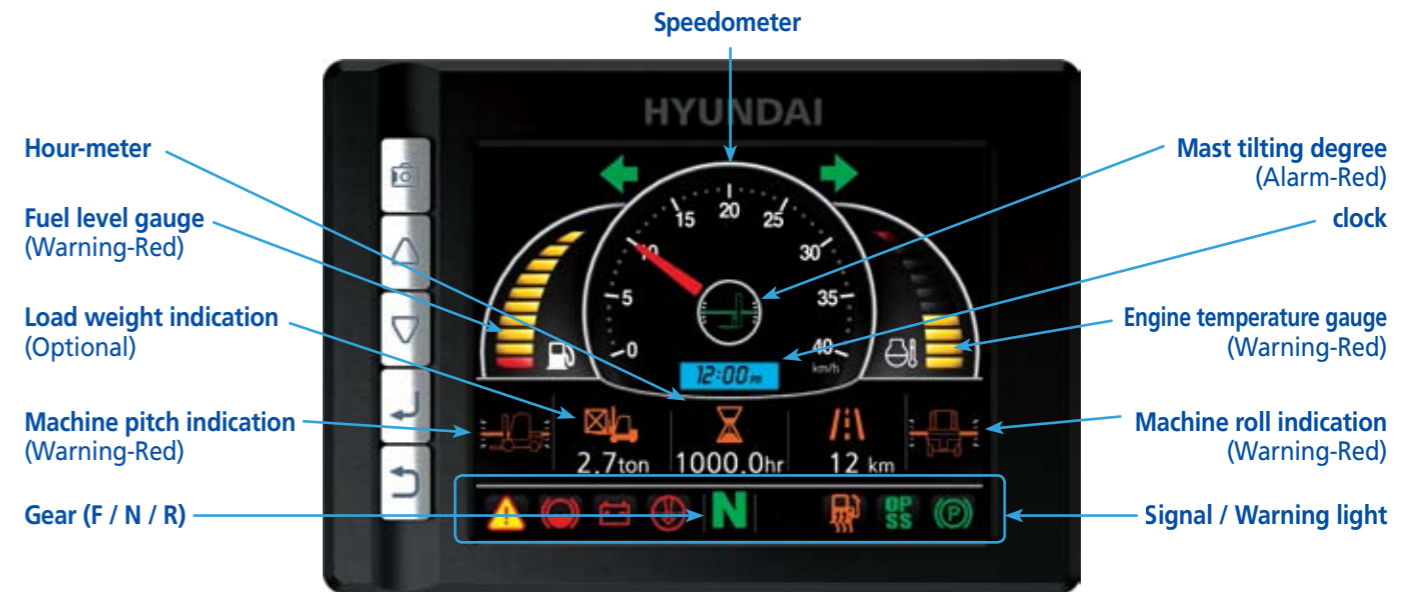 Speedometer
HYUNDAI
Hour-meter
Mast tilting degree
(Alarm-Red)
Fuel level gauge
(Warning-Red)
clock
Load weight indication
(Optional)
Engine temperature gauge
(Warning-Red)
Machine pitch indication
(Warning-Red)
Machine roll indication
(Warning-Red)
Gear (F / N / R)
Signal / Warning light
0
5
10
15
20
25
30
35
40
km/h
12:00 PM
2.7ton
1000.0hr
12 km
N
OP
SS
P